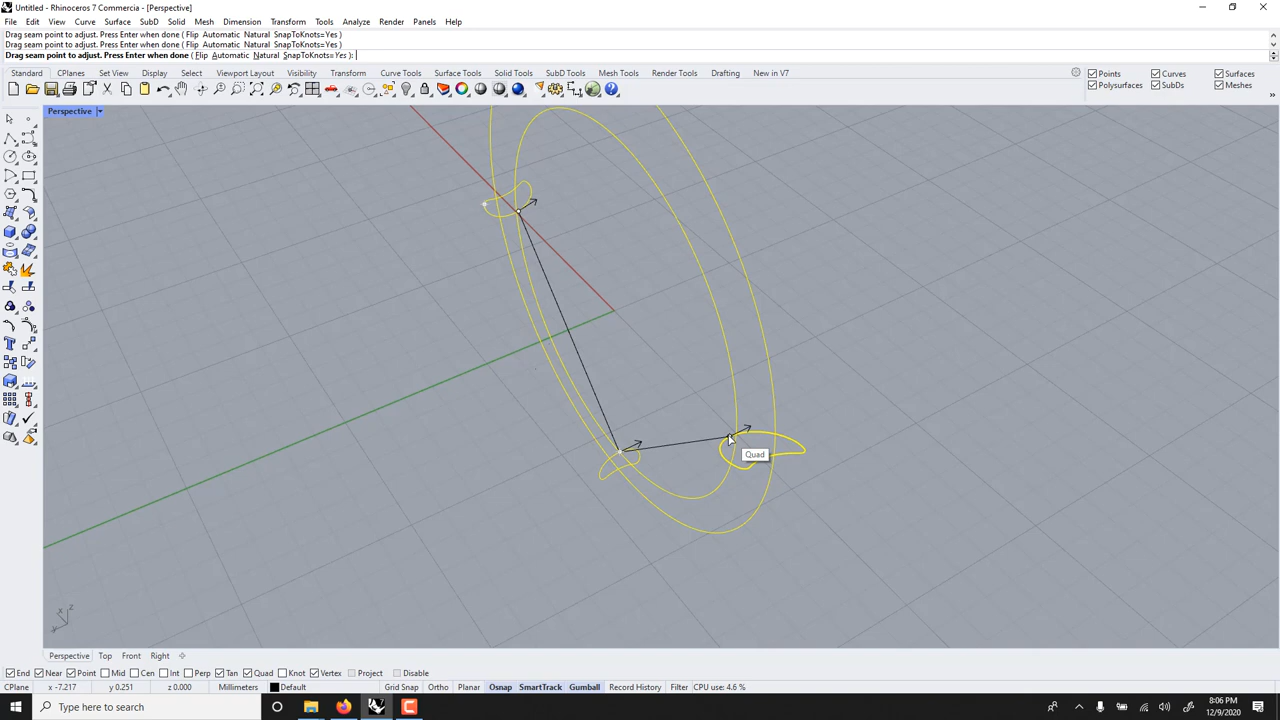 Untitled - Rhinoceros 7 Commercia - [Perspective]
File Edit View Curve Surface SubD Solid Mesh Dimension Transform Tools Analyze Render Panels Help
Drag seam point to adjust. Press Enter when done ( Flip Automatic Natural SnapToKnots=Yes )
Drag seam point to adjust. Press Enter when done ( Flip Automatic Natural SnapToKnots=Yes )
Drag seam point to adjust. Press Enter when done ( Flip Automatic Natural SnapToKnots=Yes ):
Standard CPlanes Set View Display Select Viewport Layout Visibility Transform Curve Tools Surface Tools Solid Tools SubD Tools Mesh Tools Render Tools Drafting New in V7
Points Curves Surfaces
Polysurfaces SubDs Meshes
Perspective
Quad
z
x
y
Perspective Top Front Right
End Near Point Mid Cen Int Perp Tan Quad Knot Vertex Project Disable
CPlane x -7.217 y 0.251 z 0.000 Millimeters Default Grid Snap Ortho Planar Osnap SmartTrack Gumball Record History Filter CPU use: 4.6 %
Type here to search
8:06 PM
12/9/2020